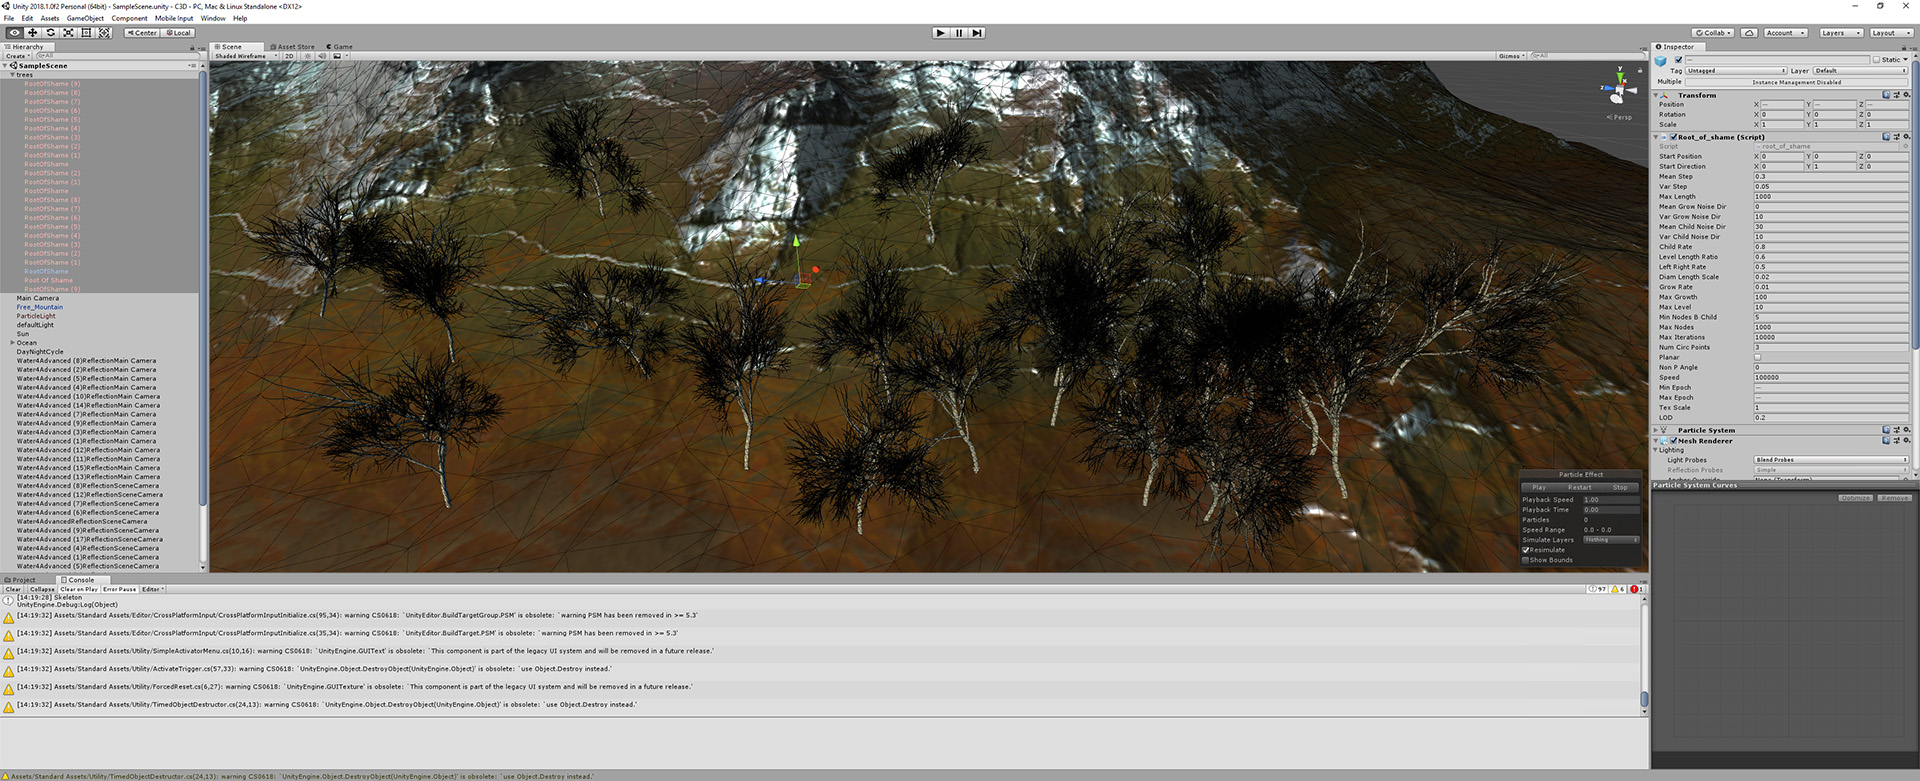 Unity 2018.1.0f2 Personal (64bit) - SampleScene.unity - C3D - PC, Mac & Linux Standalone <DX12>
File Edit Assets GameObject Component Mobile Input Window Help
Center Local
Collab Account Layers Layout
Hierarchy
Create All
SampleScene
trees
RootOfShame (9)
RootOfShame (8)
RootOfShame (7)
RootOfShame (6)
RootOfShame (5)
RootOfShame (4)
RootOfShame (3)
RootOfShame (2)
RootOfShame (1)
RootOfShame
RootOfShame (2)
RootOfShame (1)
RootOfShame
RootOfShame (8)
RootOfShame (7)
RootOfShame (6)
RootOfShame (5)
RootOfShame (4)
RootOfShame (3)
RootOfShame (2)
RootOfShame (1)
RootOfShame
Root Of Shame
RootOfShame (9)
Main Camera
Free_Mountain
ParticleLight
defaultLight
Sun
Ocean
DayNightCycle
Water4Advanced (8)ReflectionMain Camera
Water4Advanced (2)ReflectionMain Camera
Water4Advanced (5)ReflectionMain Camera
Water4Advanced (4)ReflectionMain Camera
Water4Advanced (10)ReflectionMain Camera
Water4Advanced (14)ReflectionMain Camera
Water4Advanced (7)ReflectionMain Camera
Water4Advanced (9)ReflectionMain Camera
Water4Advanced (3)ReflectionMain Camera
Water4Advanced (1)ReflectionMain Camera
Water4Advanced (12)ReflectionMain Camera
Water4Advanced (11)ReflectionMain Camera
Water4Advanced (15)ReflectionMain Camera
Water4Advanced (13)ReflectionMain Camera
Water4Advanced (8)ReflectionSceneCamera
Water4Advanced (12)ReflectionSceneCamera
Water4Advanced (7)ReflectionSceneCamera
Water4Advanced (6)ReflectionSceneCamera
Water4AdvancedReflectionSceneCamera
Water4Advanced (9)ReflectionSceneCamera
Water4Advanced (17)ReflectionSceneCamera
Water4Advanced (4)ReflectionSceneCamera
Water4Advanced (1)ReflectionSceneCamera
Water4Advanced (5)ReflectionSceneCamera
Scene Asset Store Game
Shaded Wireframe 2D Gizmos All
y
x
z
Persp
Particle Effect
Play Restart Stop
Playback Speed 1.00
Playback Time 0.00
Particles 0
Speed Range 0.0 - 0.0
Simulate Layers Nothing
Resimulate
Show Bounds
Inspector
Static
Tag Untagged Layer Default
Multiple Instance Management Disabled
Transform
Position X — Y — Z —
Rotation X 0 Y 0 Z 0
Scale X 1 Y 1 Z 1
Root_of_shame (Script)
Script root_of_shame
Start Position X 0 Y 0 Z 0
Start Direction X 0 Y 1 Z 0
Mean Step 0.3
Var Step 0.05
Max Length 1000
Mean Grow Noise Dir 0
Var Grow Noise Dir 10
Mean Child Noise Dir 30
Var Child Noise Dir 10
Child Rate 0.8
Level Length Ratio 0.6
Left Right Rate 0.5
Diam Length Scale 0.02
Grow Rate 0.01
Max Growth 100
Max Level 10
Min Nodes B Child 5
Max Nodes 1000
Max Iterations 10000
Num Circ Points 3
Planar
Non P Angle 0
Speed 100000
Min Epoch —
Max Epoch —
Tex Scale 1
LOD 0.2
Particle System
Mesh Renderer
Lighting
Light Probes Blend Probes
Reflection Probes Simple
Particle System Curves
Optimize Remove
Project Console
Clear Collapse Clear on Play Error Pause Editor 97 6 1
[14:19:28] Skeleton
UnityEngine.Debug:Log(Object)
[14:19:32] Assets/Standard Assets/Editor/CrossPlatformInput/CrossPlatformInputInitialize.cs(95,34): warning CS0618: `UnityEditor.BuildTargetGroup.PSM' is obsolete: `warning PSM has been removed in >= 5.3'
[14:19:32] Assets/Standard Assets/Editor/CrossPlatformInput/CrossPlatformInputInitialize.cs(35,34): warning CS0618: `UnityEditor.BuildTarget.PSM' is obsolete: `warning PSM has been removed in >= 5.3'
[14:19:32] Assets/Standard Assets/Utility/SimpleActivatorMenu.cs(10,16): warning CS0618: `UnityEngine.GUIText' is obsolete: `This component is part of the legacy UI system and will be removed in a future release.'
[14:19:32] Assets/Standard Assets/Utility/ActivateTrigger.cs(57,33): warning CS0618: `UnityEngine.Object.DestroyObject(UnityEngine.Object)' is obsolete: `use Object.Destroy instead.'
[14:19:32] Assets/Standard Assets/Utility/ForcedReset.cs(6,27): warning CS0618: `UnityEngine.GUITexture' is obsolete: `This component is part of the legacy UI system and will be removed in a future release.'
[14:19:32] Assets/Standard Assets/Utility/TimedObjectDestructor.cs(24,13): warning CS0618: `UnityEngine.Object.DestroyObject(UnityEngine.Object)' is obsolete: `use Object.Destroy instead.'
Assets/Standard Assets/Utility/TimedObjectDestructor.cs(24,13): warning CS0618: `UnityEngine.Object.DestroyObject(UnityEngine.Object)' is obsolete: `use Object.Destroy instead.'